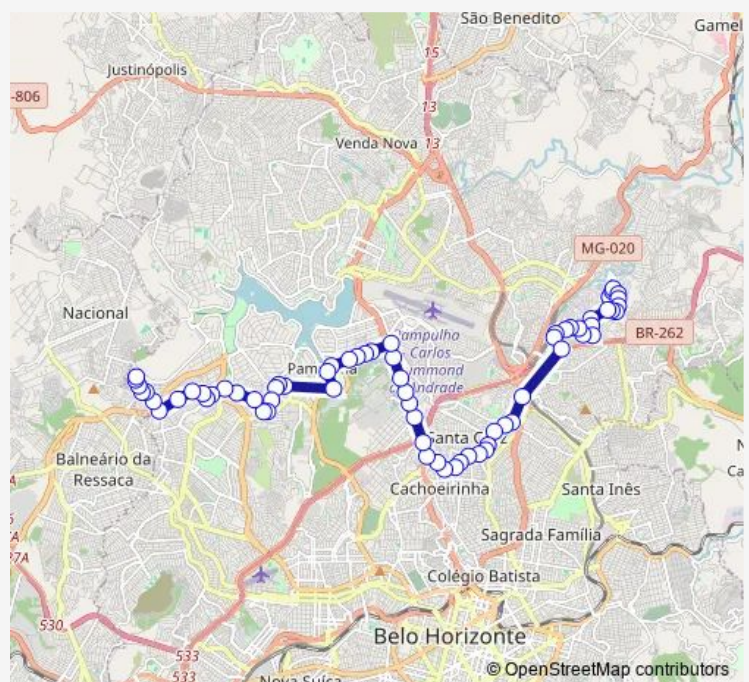 São Benedito
Gamel
15
Justinópolis
-806
13
Venda Nova
13
MG-020
Nacional
BR-262
Pampulha
Carlos
Drummond
de Andrade
Balneário da
Ressaca
Santa Cruz
Cachoeirinha
Santa Inês
Sagrada Família
Colégio Batista
530
533
Belo Horizonte
533
Nova Suíça
© OpenStreetMap contributors